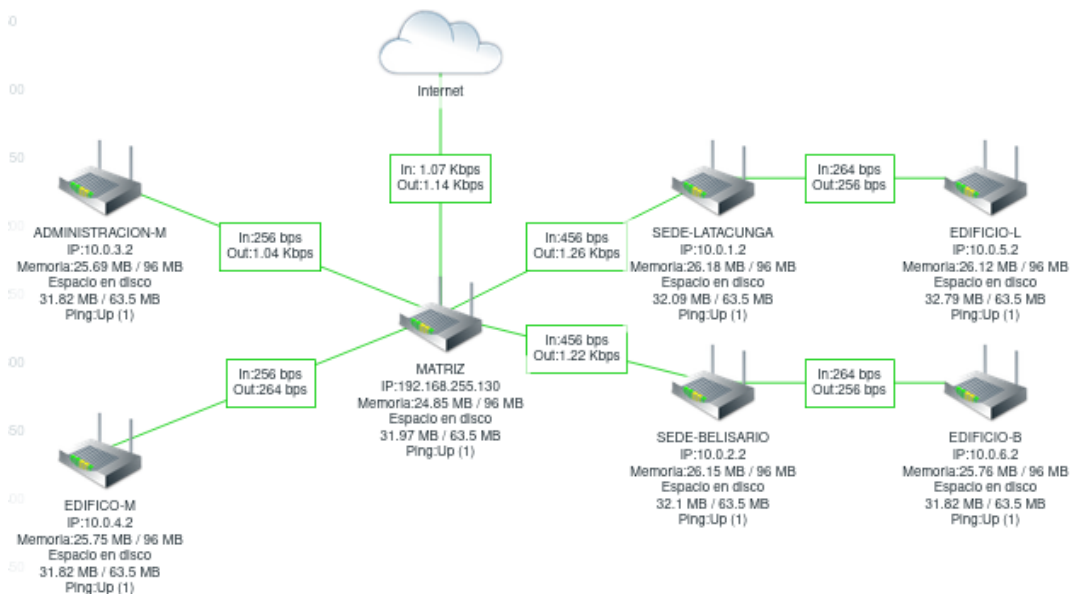 Internet
In: 1.07 Kbps
Out:1.14 Kbps
ADMINISTRACION-M
IP:10.0.3.2
Memoria:25.69 MB / 96 MB
Espacio en disco
31.82 MB / 63.5 MB
Ping:Up (1)
In:256 bps
Out:1.04 Kbps
In:456 bps
Out:1.26 Kbps
SEDE-LATACUNGA
IP:10.0.1.2
Memoria:26.18 MB / 96 MB
Espacio en disco
32.09 MB / 63.5 MB
Ping:Up (1)
In:264 bps
Out:256 bps
EDIFICIO-L
IP:10.0.5.2
Memoria:26.12 MB / 96 MB
Espacio en disco
32.79 MB / 63.5 MB
Ping:Up (1)
In:256 bps
Out:264 bps
MATRIZ
IP:192.168.255.130
Memoria:24.85 MB / 96 MB
Espacio en disco
31.97 MB / 63.5 MB
Ping:Up (1)
In:456 bps
Out:1.22 Kbps
In:264 bps
Out:256 bps
SEDE-BELISARIO
IP:10.0.2.2
Memoria:26.15 MB / 96 MB
Espacio en disco
32.1 MB / 63.5 MB
Ping:Up (1)
EDIFICIO-B
IP:10.0.6.2
Memoria:25.76 MB / 96 MB
Espacio en disco
31.82 MB / 63.5 MB
Ping:Up (1)
EDIFICO-M
IP:10.0.4.2
Memoria:25.75 MB / 96 MB
Espacio en disco
31.82 MB / 63.5 MB
Ping:Up (1)